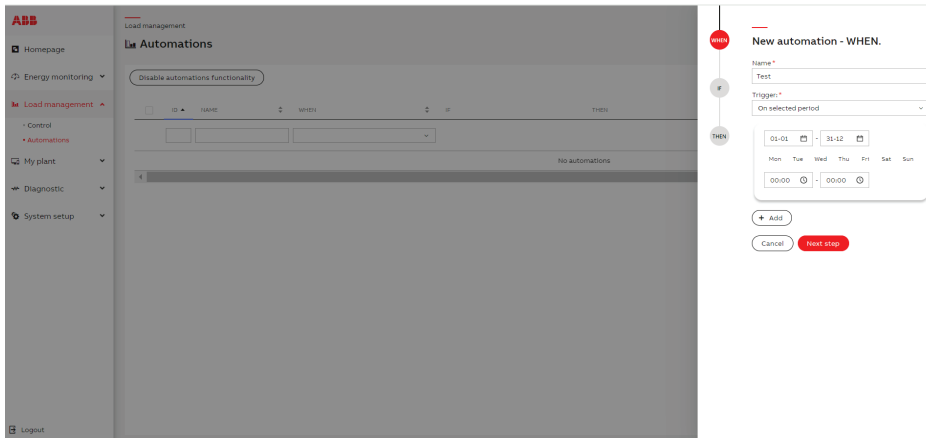 ABB
Homepage
Energy monitoring
Load management
Control
Automations
My plant
Diagnostic
System setup
Logout
Load management
Automations
Disable automations functionality
ID NAME WHEN IF THEN
No automations
WHEN
IF
THEN
New automation - WHEN.
Name*
Test
Trigger:*
On selected period
01-01 - 31-12
Mon Tue Wed Thu Fri Sat Sun
00:00 - 00:00
+ Add
Cancel Next step